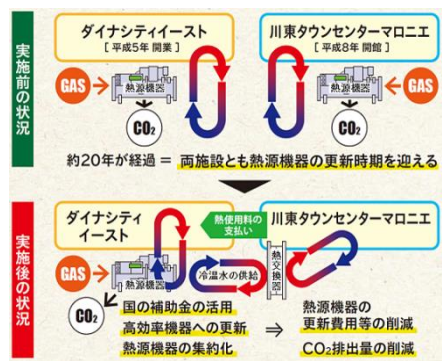 実施前の状況
ダイナシティイースト
[ 平成5年 開業 ]
川東タウンセンターマロニエ
[ 平成8年 開館 ]
GAS
熱源機器
CO₂
熱源機器
GAS
CO₂
約20年が経過 = 両施設とも熱源機器の更新時期を迎える
実施後の状況
ダイナシティ
イースト
熱使用料の
支払い
川東タウンセンターマロニエ
GAS
熱源機器
冷温水の供給
熱交換器
CO₂
国の補助金の活用
高効率機器への更新
熱源機器の集約化
⇒
熱源機器の
更新費用等の削減
CO₂排出量の削減